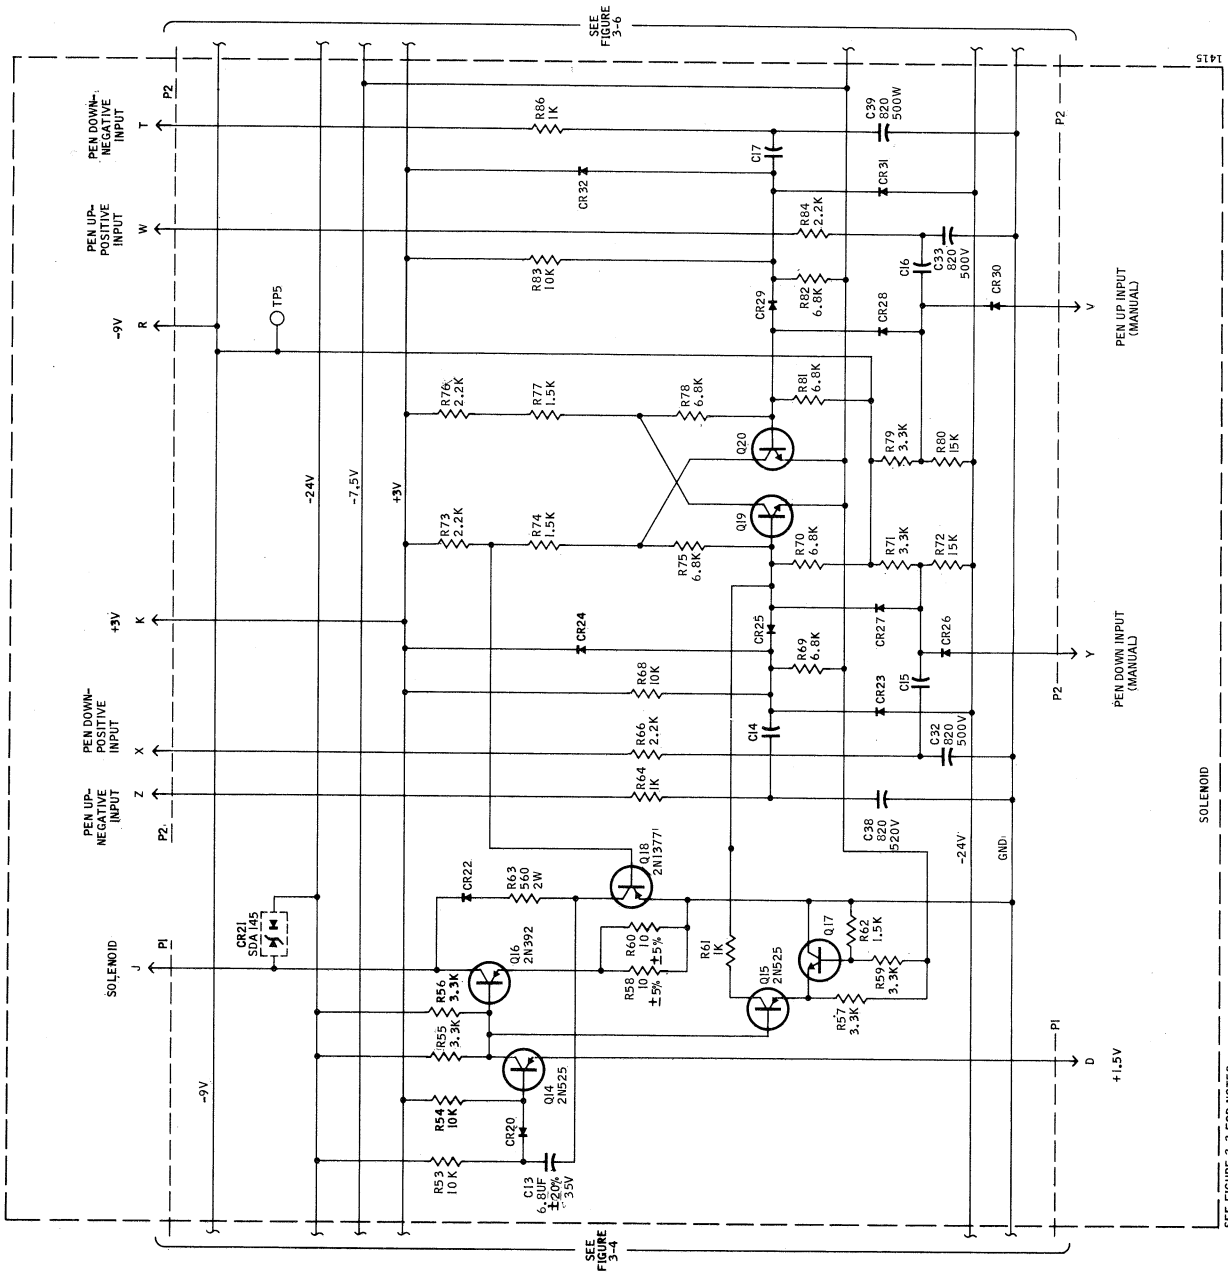 SEE
FIGURE
3-6
1415
P2
PEN DOWN-
NEGATIVE
INPUT
T
R86
1K
C39
820
500W
P2
C17
CR32
CR31
PEN UP-
POSITIVE
INPUT
W
R84
2.2K
C33
820
500V
C16
R83
10K
R82
6.8K
CR30
V
PEN UP INPUT
(MANUAL)
CR29
CR28
TP5
-9V
R
R76
2.2K
R77
1.5K
R78
6.8K
R81
6.8K
Q20
R79
3.3K
R80
15K
-24V
-7.5V
+3V
Q19
R73
2.2K
R74
1.5K
R75
6.8K
R70
6.8K
R71
3.3K
R72
15K
+3V
K
CR24
CR25
CR27
CR26
R69
6.8K
Y
PEN DOWN INPUT
(MANUAL)
P2
R68
10K
CR23
C15
C14
PEN DOWN-
POSITIVE
INPUT
X
R66
2.2K
C32
820
500V
PEN UP-
NEGATIVE
INPUT
Z
R64
1K
C38
820
520V
P2
-24V
GND
SOLENOID
Q18
2N1377
CR22
R63
560
2W
CR21
SDA145
R60
10
±5%
R58
10
±5%
R61
1K
Q17
R62
1.5K
R59
3.3K
R57
3.3K
Q16
2N392
Q15
2N525
SOLENOID
J
P1
R56
3.3K
R55
3.3K
Q14
2N525
P1
D
+1.5V
-9V
R54
10K
CR20
R53
10K
C13
6.8UF
±20%
35V
SEE
FIGURE
3-4